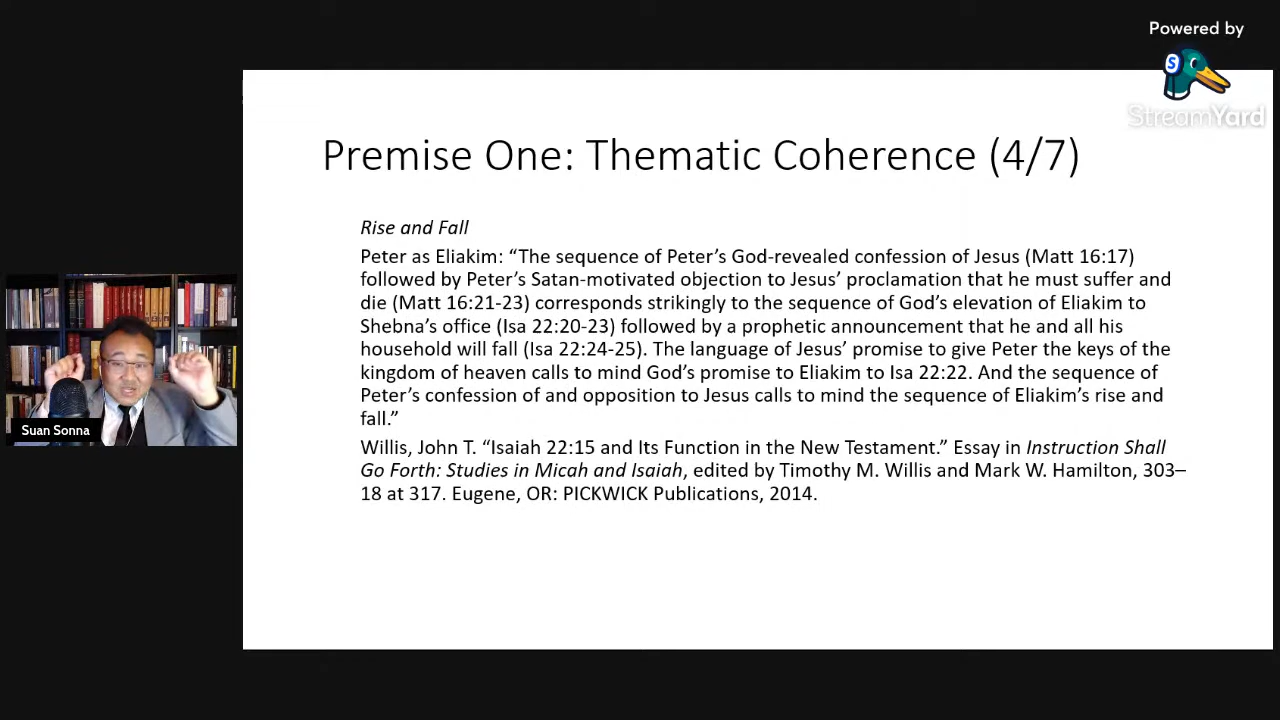 Powered by
StreamYard
Premise One: Thematic Coherence (4/7)
Rise and Fall
Peter as Eliakim: “The sequence of Peter’s God-revealed confession of Jesus (Matt 16:17)
followed by Peter’s Satan-motivated objection to Jesus’ proclamation that he must suffer and
die (Matt 16:21-23) corresponds strikingly to the sequence of God’s elevation of Eliakim to
Shebna’s office (Isa 22:20-23) followed by a prophetic announcement that he and all his
household will fall (Isa 22:24-25). The language of Jesus’ promise to give Peter the keys of the
kingdom of heaven calls to mind God’s promise to Eliakim to Isa 22:22. And the sequence of
Peter’s confession of and opposition to Jesus calls to mind the sequence of Eliakim’s rise and
fall.”
Willis, John T. “Isaiah 22:15 and Its Function in the New Testament.” Essay in Instruction Shall
Go Forth: Studies in Micah and Isaiah, edited by Timothy M. Willis and Mark W. Hamilton, 303–
18 at 317. Eugene, OR: PICKWICK Publications, 2014.
Suan Sonna